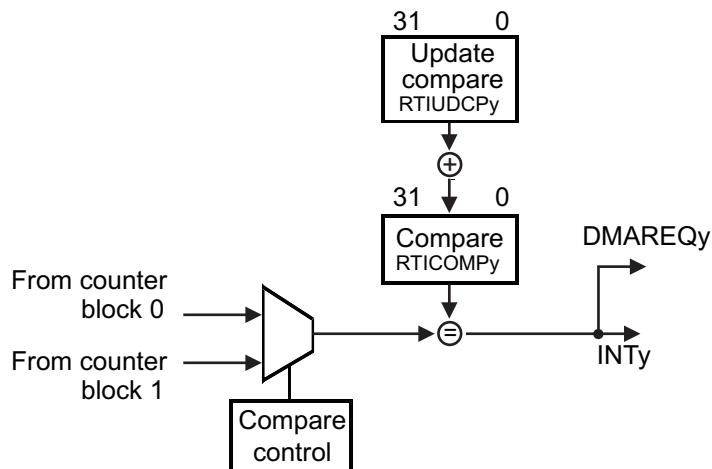 31 0
Update
compare
RTIUDCPy
+
31 0
Compare
RTICOMPy
DMAREQy
From counter
block 0
=
INTy
From counter
block 1
Compare
control